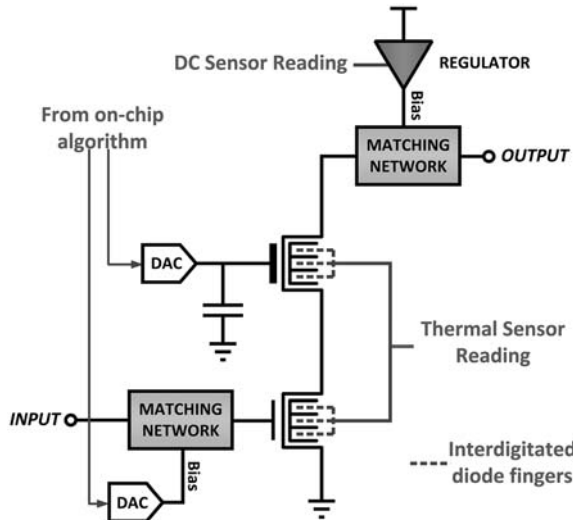 DC Sensor Reading
REGULATOR
Bias
From on-chip
algorithm
MATCHING
NETWORK
OUTPUT
DAC
Thermal Sensor
Reading
INPUT
MATCHING
NETWORK
Bias
DAC
Interdigitated
diode fingers